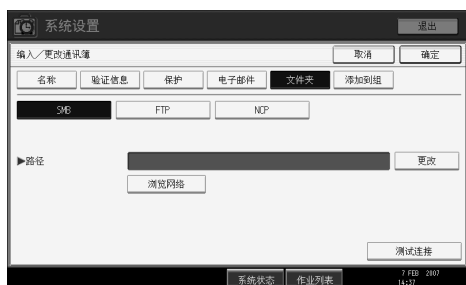 系统设置
退出
编入／更改通讯簿
取消
确定
名称
验证信息
保护
电子邮件
文件夹
添加到组
SMB
FTP
NCP
▶路径
更改
浏览网络
测试连接
系统状态
作业列表
7 FEB 2007
14:37